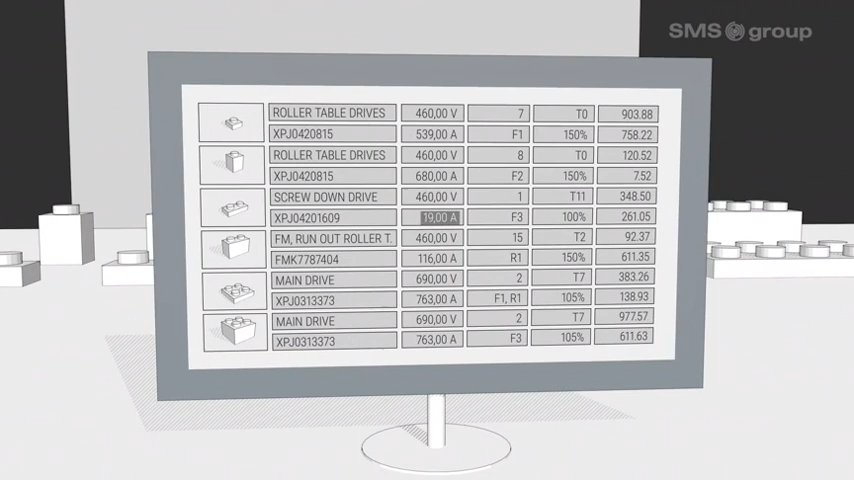 SMS group
ROLLER TABLE DRIVES 460,00 V 7 T0 903.88
XPJ0420815 539,00 A F1 150% 758.22
ROLLER TABLE DRIVES 460,00 V 8 T0 120.52
XPJ0420815 680,00 A F2 150% 7.52
SCREW DOWN DRIVE 460,00 V 1 T11 348.50
XPJ04201609 19,00 A F3 100% 261.05
FM, RUN OUT ROLLER T. 460,00 V 15 T2 92.37
FMK7787404 116,00 A R1 150% 611.35
MAIN DRIVE 690,00 V 2 T7 383.26
XPJ0313373 763,00 A F1, R1 105% 138.93
MAIN DRIVE 690,00 V 2 T7 977.57
XPJ0313373 763,00 A F3 105% 611.63